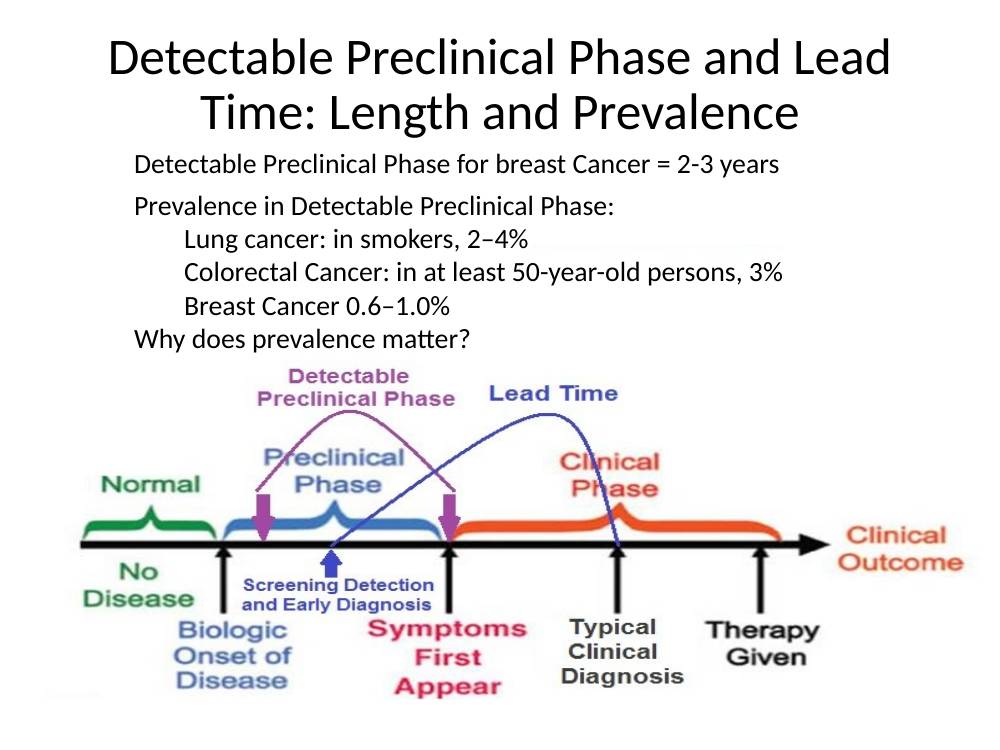 Detectable Preclinical Phase and Lead
Time: Length and Prevalence
Detectable Preclinical Phase for breast Cancer = 2-3 years
Prevalence in Detectable Preclinical Phase:
Lung cancer: in smokers, 2–4%
Colorectal Cancer: in at least 50-year-old persons, 3%
Breast Cancer 0.6–1.0%
Why does prevalence matter?
Detectable
Preclinical Phase
Lead Time
Normal
Preclinical
Phase
Clinical
Phase
Clinical
Outcome
No
Disease
Screening Detection
and Early Diagnosis
Biologic
Onset of
Disease
Symptoms
First
Appear
Typical
Clinical
Diagnosis
Therapy
Given